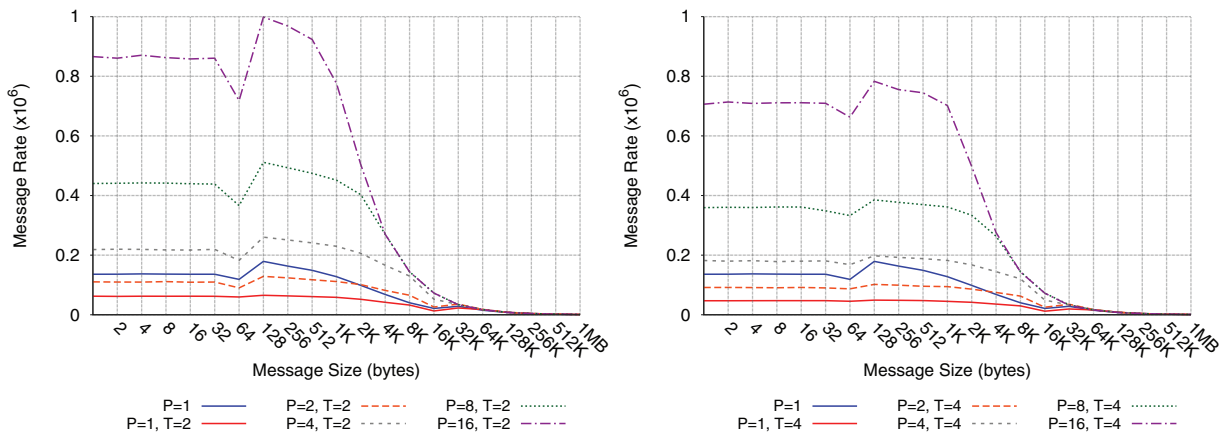 1
0.8
0.6
0.4
0.2
0
Message Rate (x10⁶)
2 4 8 16 32 64 128 256 512 1K 2K 4K 8K 16K 32K 64K 128K 256K 512K 1MB
Message Size (bytes)
P=1 P=2, T=2 P=8, T=2
P=1, T=2 P=4, T=2 P=16, T=2
1
0.8
0.6
0.4
0.2
0
Message Rate (x10⁶)
2 4 8 16 32 64 128 256 512 1K 2K 4K 8K 16K 32K 64K 128K 256K 512K 1MB
Message Size (bytes)
P=1 P=2, T=4 P=8, T=4
P=1, T=4 P=4, T=4 P=16, T=4